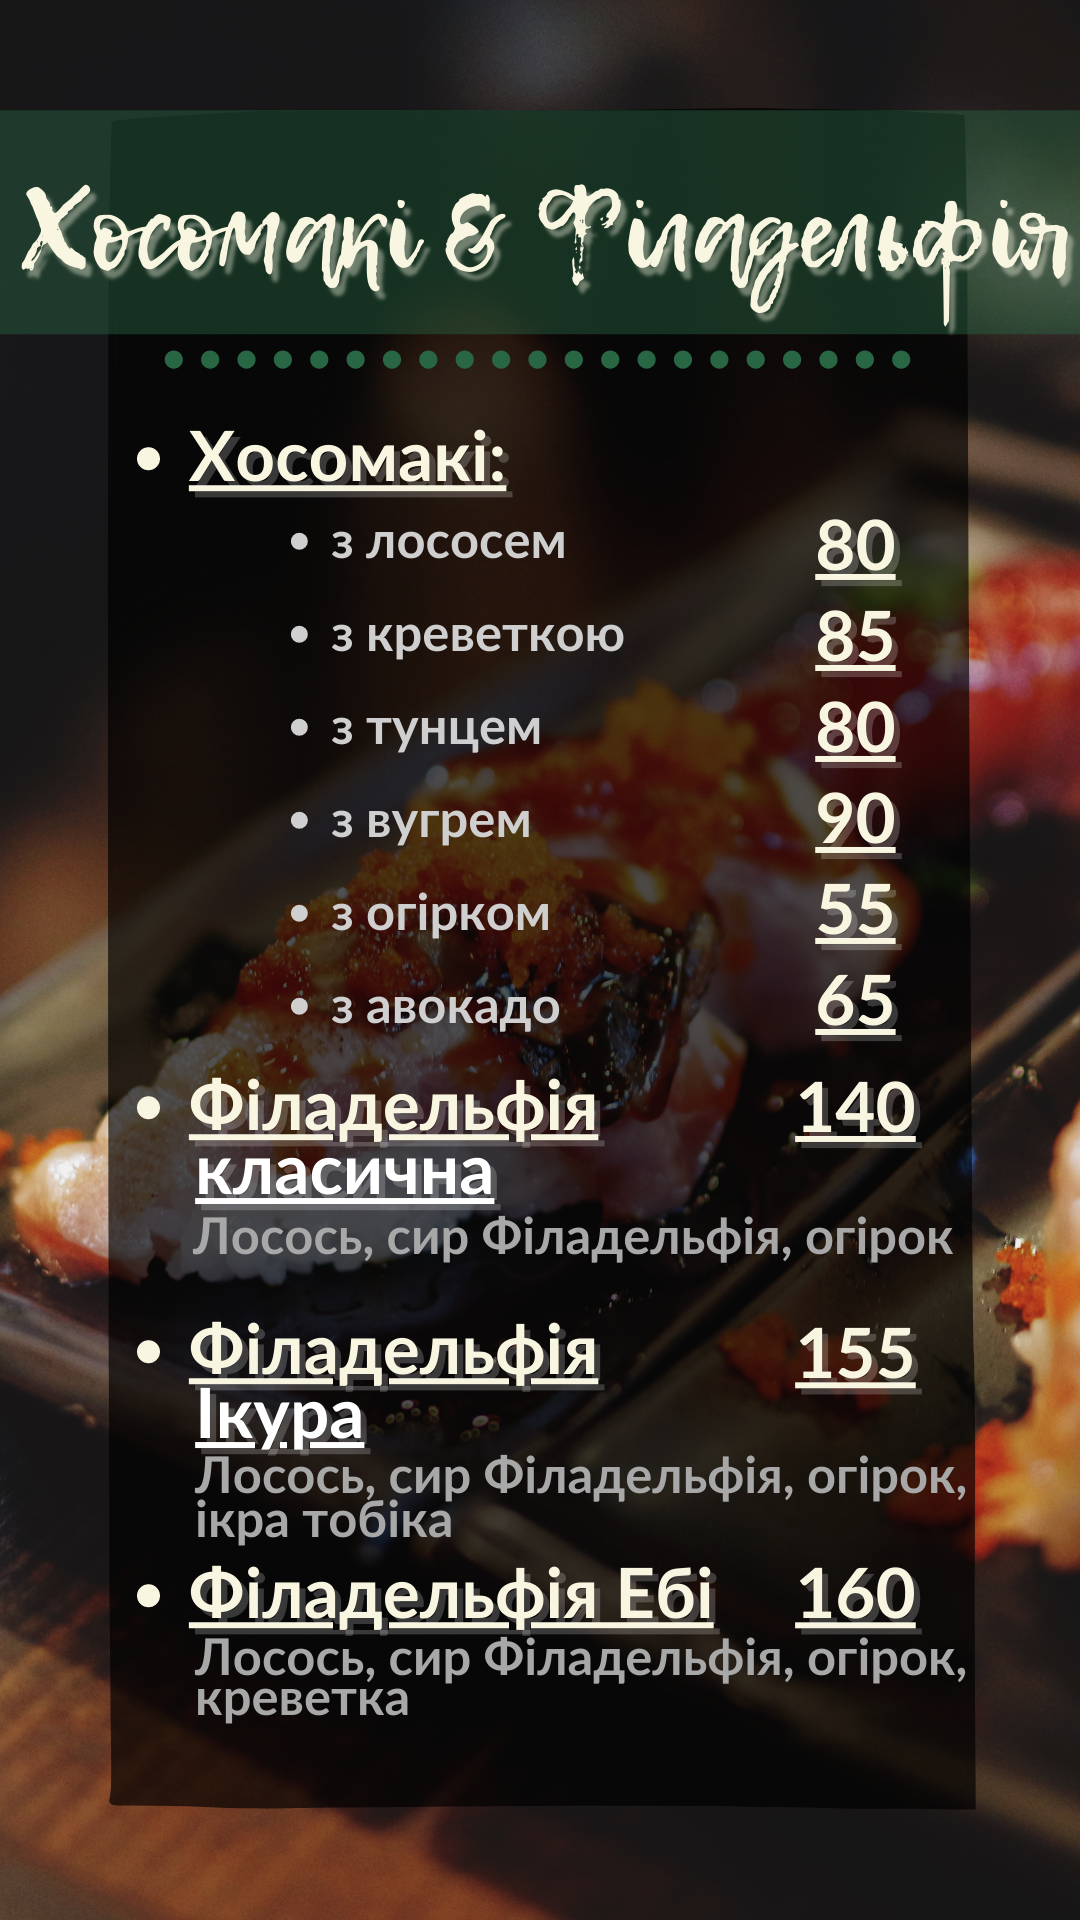 Хосомакі & Філадельфія
• Хосомакі:
• з лососем 80
• з креветкою 85
• з тунцем 80
• з вугрем 90
• з огірком 55
• з авокадо 65
• Філадельфія 140
класична
Лосось, сир Філадельфія, огірок
• Філадельфія 155
Ікура
Лосось, сир Філадельфія, огірок,
ікра тобіка
• Філадельфія Ебі 160
Лосось, сир Філадельфія, огірок,
креветка